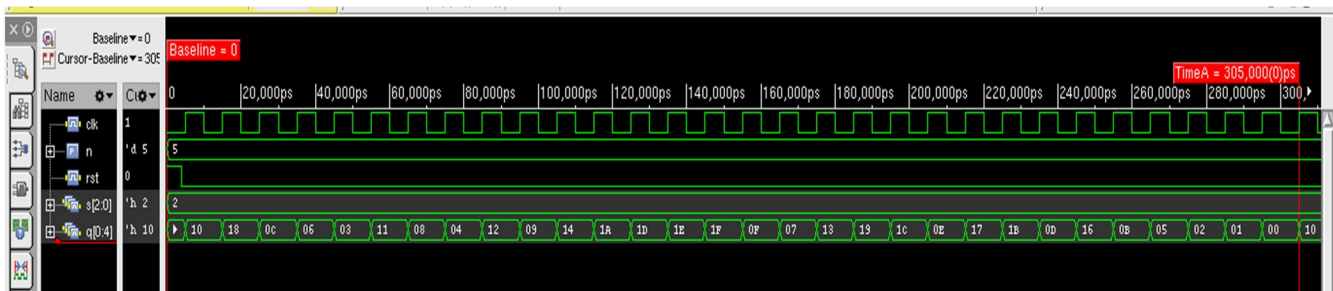 Baseline▼= 0
Cursor-Baseline▼= 305
Baseline = 0
TimeA = 305,000(0)ps
Name
0 20,000ps 40,000ps 60,000ps 80,000ps 100,000ps 120,000ps 140,000ps 160,000ps 180,000ps 200,000ps 220,000ps 240,000ps 260,000ps 280,000ps 300,
clk 1
n 'd 5 5
rst 0
s[2:0] 'h 2 2
q[0:4] 'h 10 10 18 0C 06 03 11 08 04 12 09 14 1A 1D 1E 1F 0F 07 13 19 1C 0E 17 1B 0D 16 0B 05 02 01 00 10